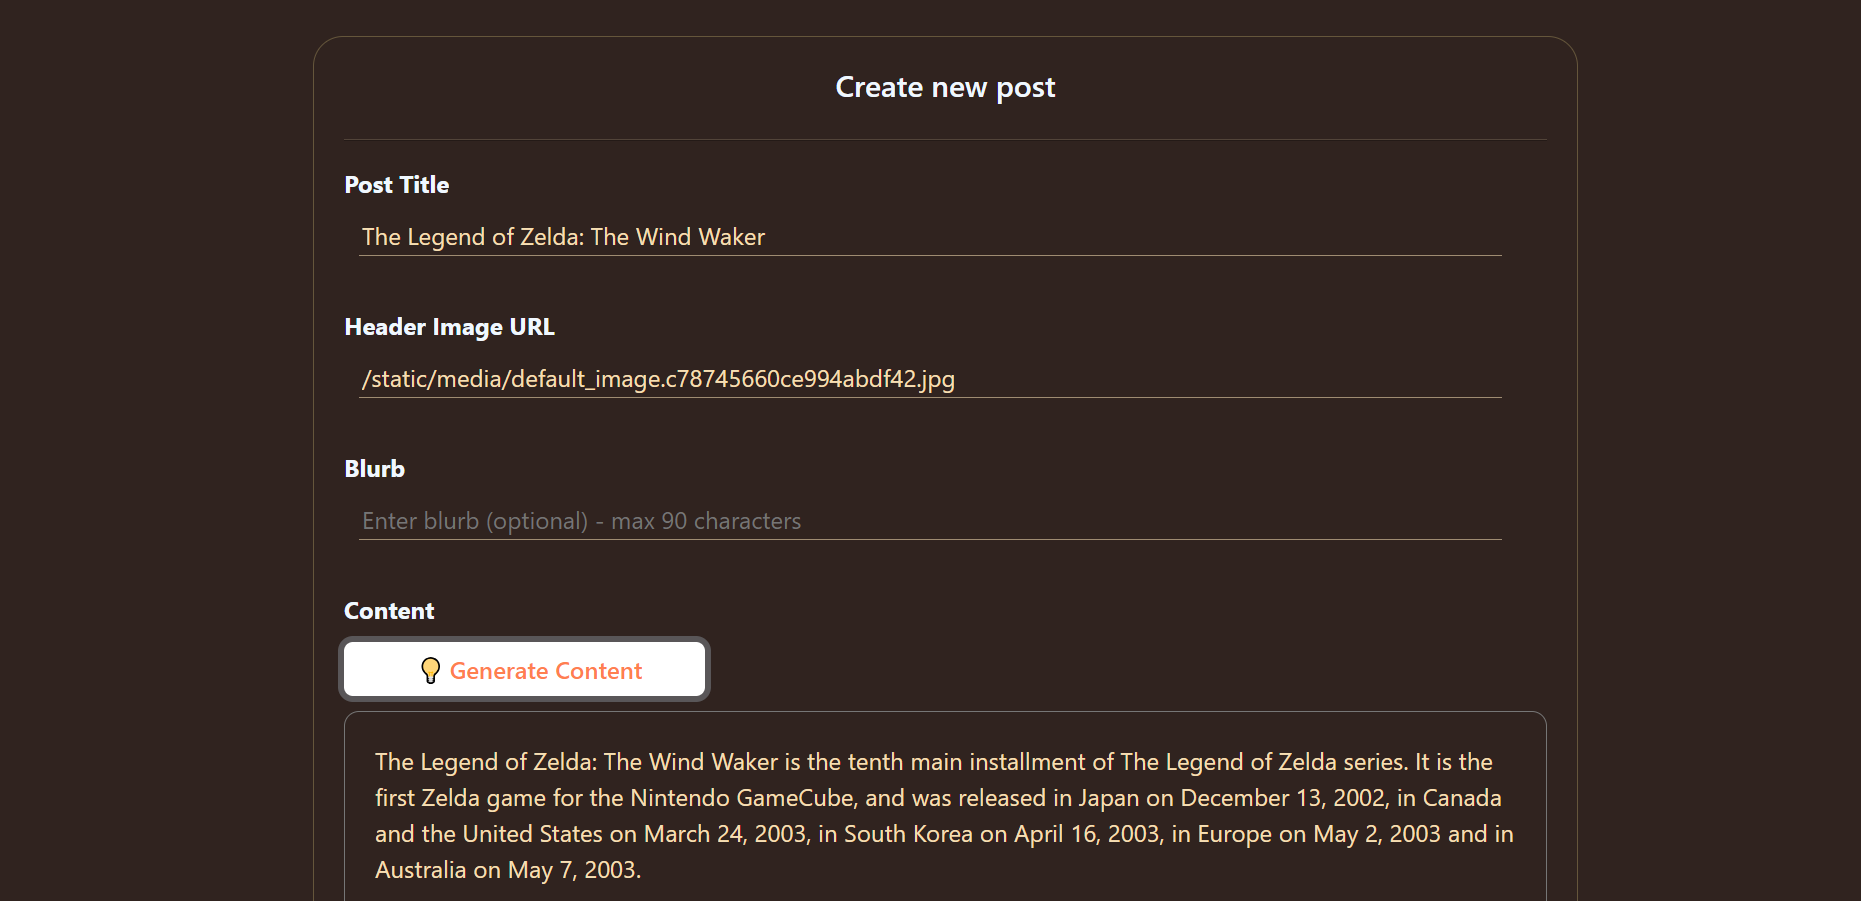 Create new post
Post Title
The Legend of Zelda: The Wind Waker
Header Image URL
/static/media/default_image.c78745660ce994abdf42.jpg
Blurb
Enter blurb (optional) - max 90 characters
Content
Generate Content
The Legend of Zelda: The Wind Waker is the tenth main installment of The Legend of Zelda series. It is the
first Zelda game for the Nintendo GameCube, and was released in Japan on December 13, 2002, in Canada
and the United States on March 24, 2003, in South Korea on April 16, 2003, in Europe on May 2, 2003 and in
Australia on May 7, 2003.